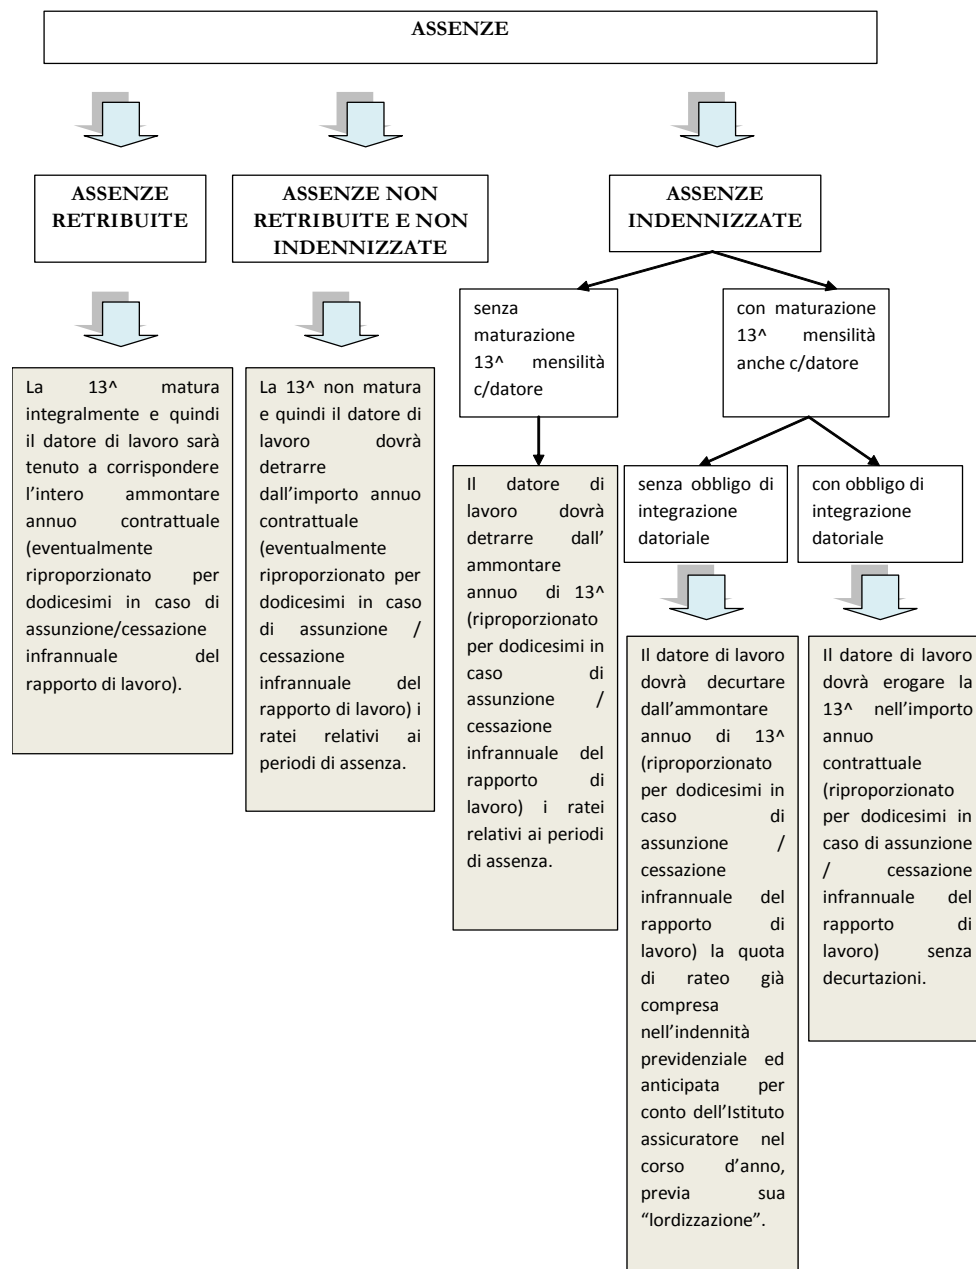 ASSENZE
ASSENZE
RETRIBUITE
ASSENZE NON
RETRIBUITE E NON
INDENNIZZATE
ASSENZE
INDENNIZZATE
senza
maturazione
13^ mensilità
c/datore
con maturazione
13^ mensilità
anche c/datore
La 13^ matura
integralmente e quindi
il datore di lavoro sarà
tenuto a corrispondere
l'intero ammontare
annuo contrattuale
(eventualmente
riproporzionato per
dodicesimi in caso di
assunzione/cessazione
infrannuale del
rapporto di lavoro).
La 13^ non matura
e quindi il datore di
lavoro dovrà
detrarre
dall'importo annuo
contrattuale
(eventualmente
riproporzionato per
dodicesimi in caso
di assunzione /
cessazione
infrannuale del
rapporto di lavoro) i
ratei relativi ai
periodi di assenza.
Il datore di
lavoro dovrà
detrarre dall'
ammontare
annuo di 13^
(riproporzionato
per dodicesimi in
caso di
assunzione /
cessazione
infrannuale del
rapporto di
lavoro) i ratei
relativi ai periodi
di assenza.
senza obbligo di
integrazione
datoriale
con obbligo di
integrazione
datoriale
Il datore di lavoro
dovrà decurtare
dall'ammontare
annuo di 13^
(riproporzionato
per dodicesimi in
caso di
assunzione /
cessazione
infrannuale del
rapporto di
lavoro) la quota
di rateo già
compresa
nell'indennità
previdenziale ed
anticipata per
conto dell'Istituto
assicuratore nel
corso d'anno,
previa sua
"lordizzazione".
Il datore di lavoro
dovrà erogare la
13^ nell'importo
annuo
contrattuale
(riproporzionato
per dodicesimi in
caso di assunzione
/ cessazione
infrannuale del
rapporto di
lavoro) senza
decurtazioni.